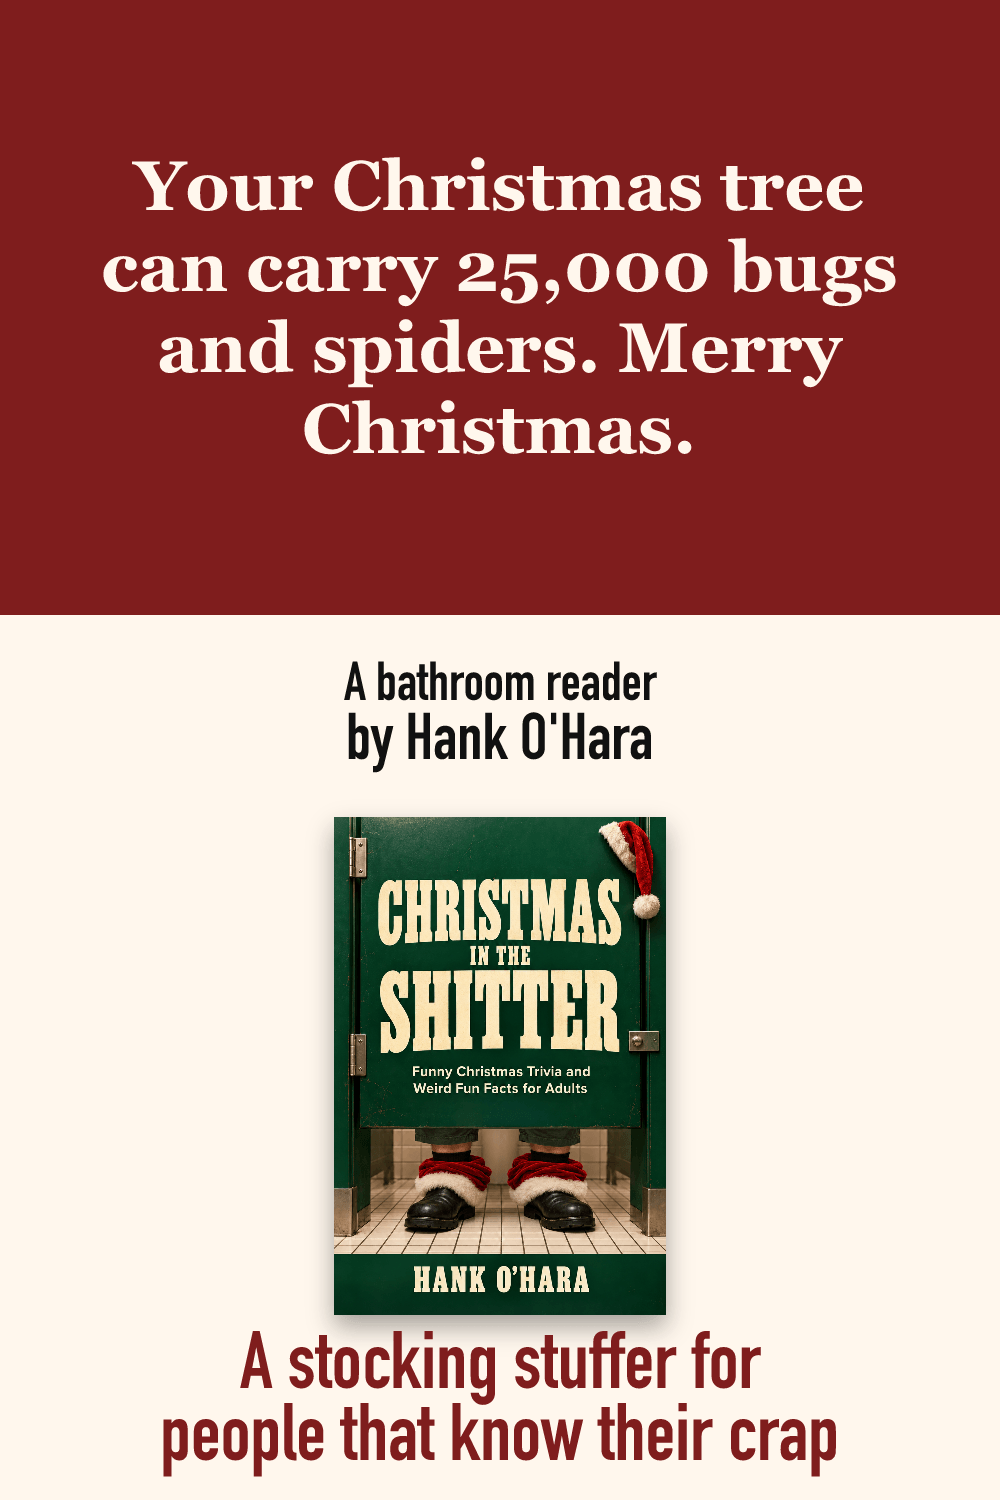 Your Christmas tree
can carry 25,000 bugs
and spiders. Merry
Christmas.
A bathroom reader
by Hank O'Hara
CHRISTMAS
IN THE
SHITTER
Funny Christmas Trivia and
Weird Fun Facts for Adults
HANK O’HARA
A stocking stuffer for
people that know their crap